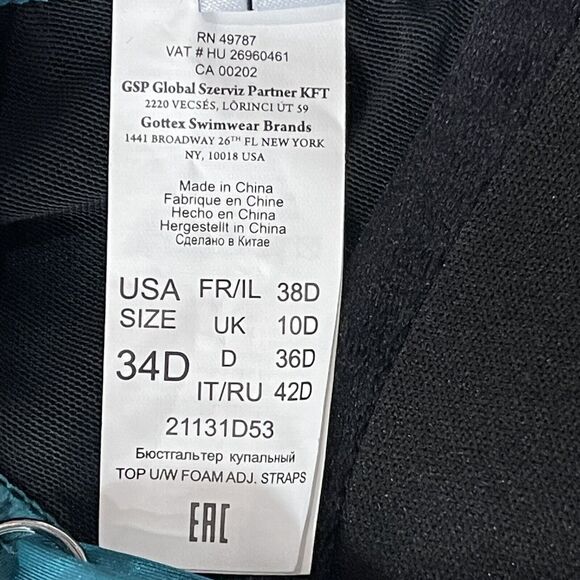 RN 49787
VAT # HU 26960461
CA 00202
GSP Global Szerviz Partner KFT
2220 VECSÉS, LŐRINCI ÚT 59
Gottex Swimwear Brands
1441 BROADWAY 26TH FL NEW YORK
NY, 10018 USA
Made in China
Fabrique en Chine
Hecho en China
Hergestellt in China
Сделано в Китае
USA SIZE 34D
FR/IL 38D
UK 10D
D 36D
IT/RU 42D
21131D53
Бюстгальтер купальный
TOP U/W FOAM ADJ. STRAPS
EAC